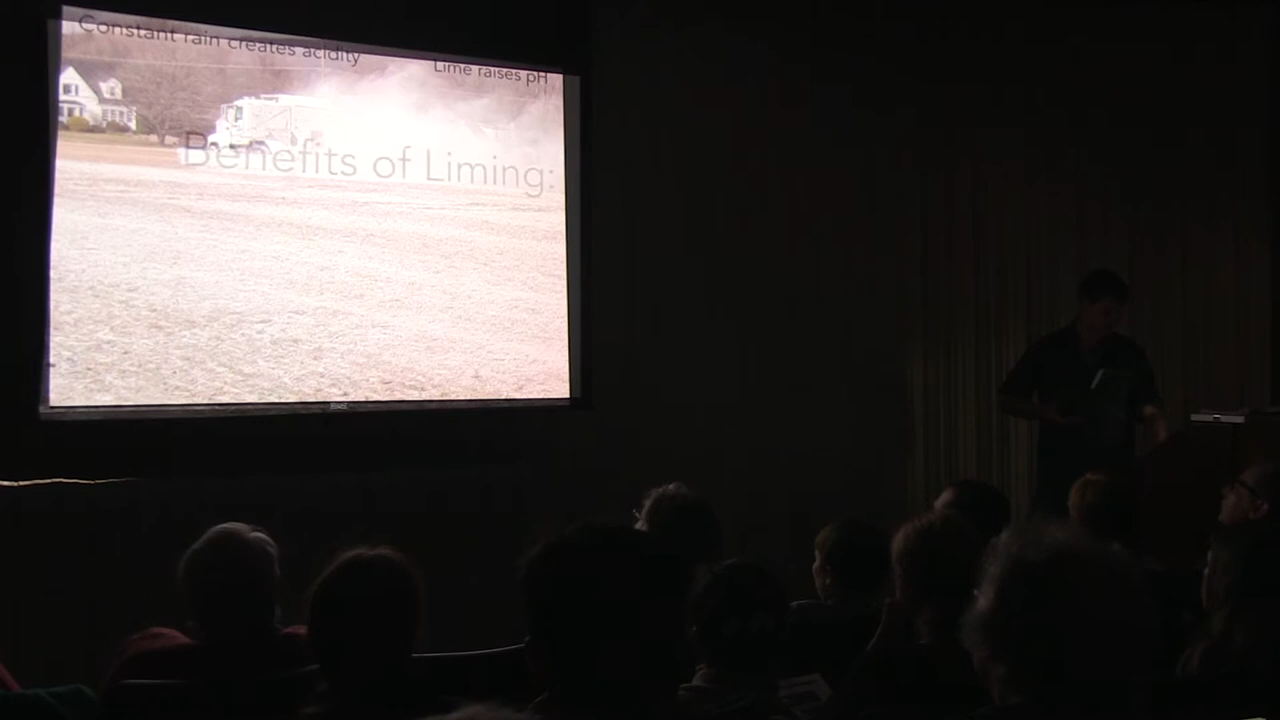 Constant rain creates acidity
Lime raises pH
Benefits of Liming: